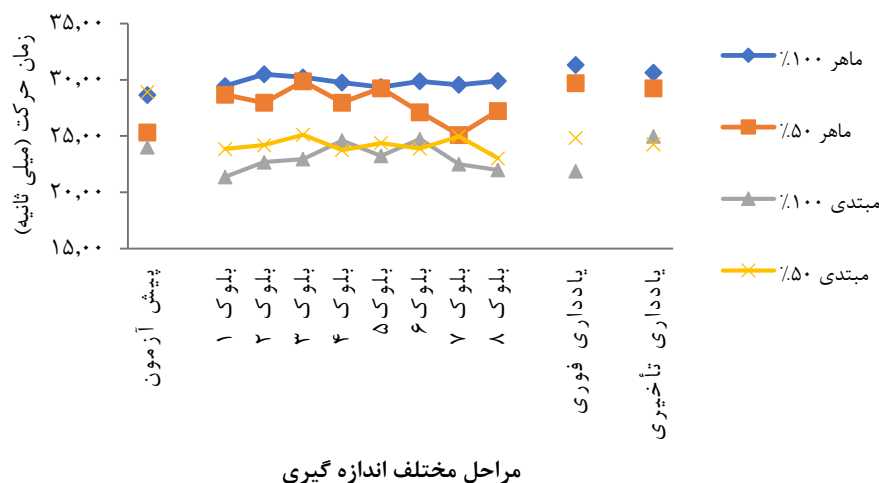 زمان حرکت (میلی ثانیه)
۳۵,۰۰
۳۰,۰۰
۲۵,۰۰
۲۰,۰۰
۱۵,۰۰
پیش آزمون
بلوک ۱
بلوک ۲
بلوک ۳
بلوک ۴
بلوک ۵
بلوک ۶
بلوک ۷
بلوک ۸
یادداری فوری
یادداری تأخیری
مراحل مختلف اندازه گیری
ماهر ۱۰۰٪
ماهر ۵۰٪
مبتدی ۱۰۰٪
مبتدی ۵۰٪